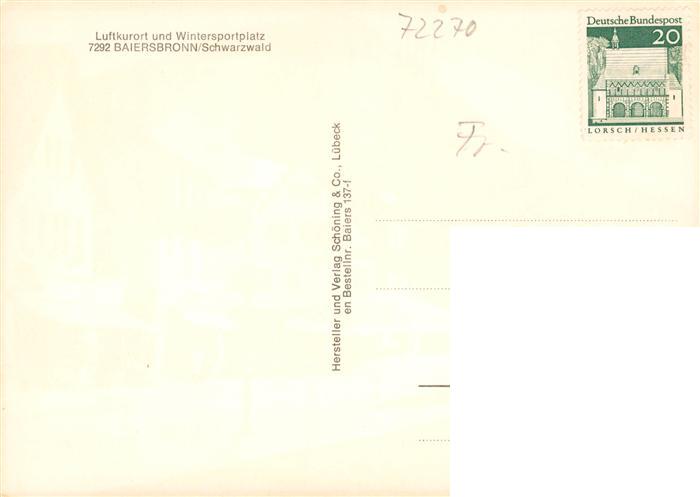 Luftkurort und Wintersportplatz
7292 BAIERSBRONN/Schwarzwald
72270
Deutsche Bundespost
20
LORSCH/HESSEN
Fr.
Hersteller und Verlag Schöning & Co., Lübeck
en Bestellnr. Baiers 137-f